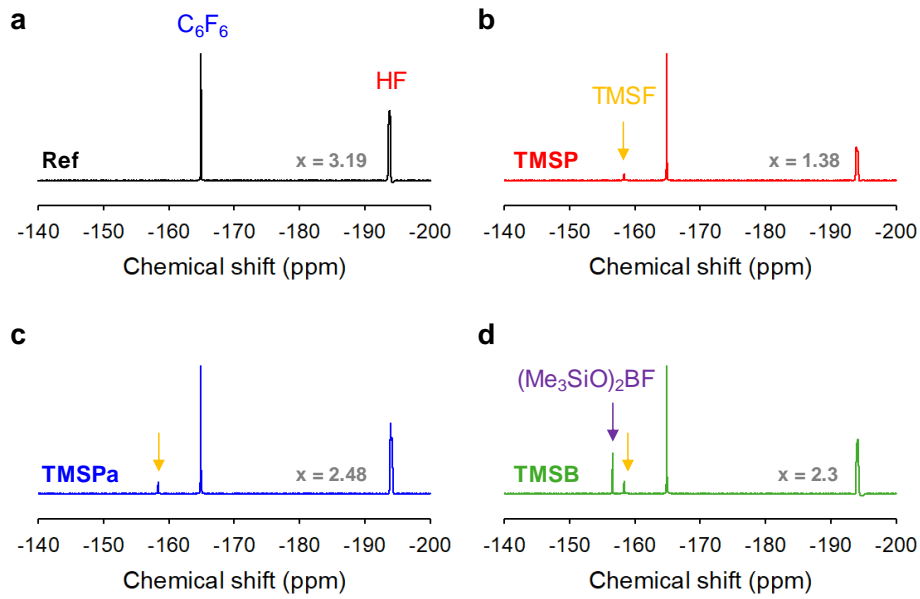 a
C₆F₆
HF
Ref
x = 3.19
-140 -150 -160 -170 -180 -190 -200
Chemical shift (ppm)
b
TMSF
TMSP
x = 1.38
-140 -150 -160 -170 -180 -190 -200
Chemical shift (ppm)
c
TMSPa
x = 2.48
-140 -150 -160 -170 -180 -190 -200
Chemical shift (ppm)
d
(Me₃SiO)₂BF
TMSB
x = 2.3
-140 -150 -160 -170 -180 -190 -200
Chemical shift (ppm)